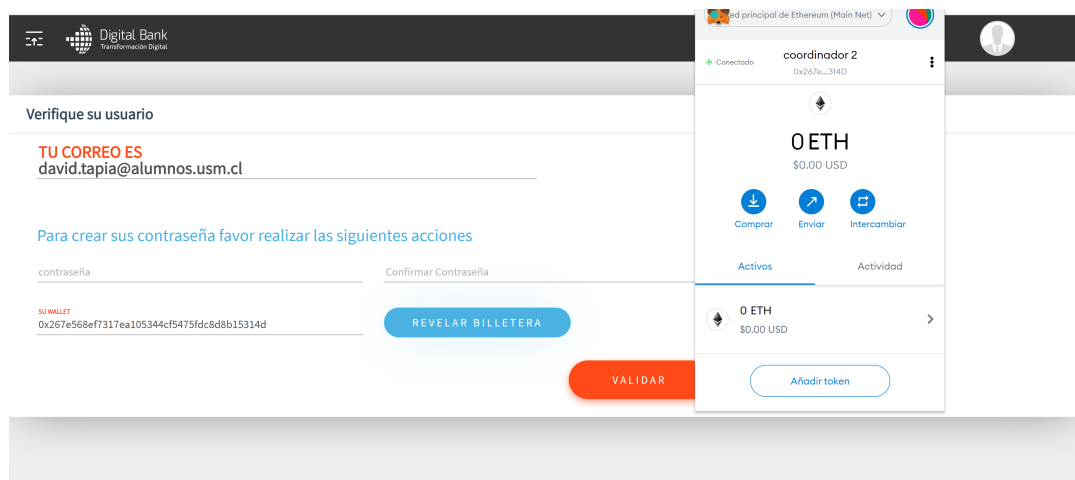 Digital Bank
Transformación Digital
Verifique su usuario
TU CORREO ES
david.tapia@alumnos.usm.cl
Para crear sus contraseña favor realizar las siguientes acciones
contraseña
Confirmar Contraseña
SU WALLET
0x267e568ef7317ea105344cf5475fdc8d8b15314d
REVELAR BILLETERA
VALIDAR
ed principal de Ethereum (Main Net)
Conectado
coordinador 2
0x267e...314D
0 ETH
$0.00 USD
Comprar
Enviar
Intercambiar
Activos
Actividad
0 ETH
$0.00 USD
Añadir token